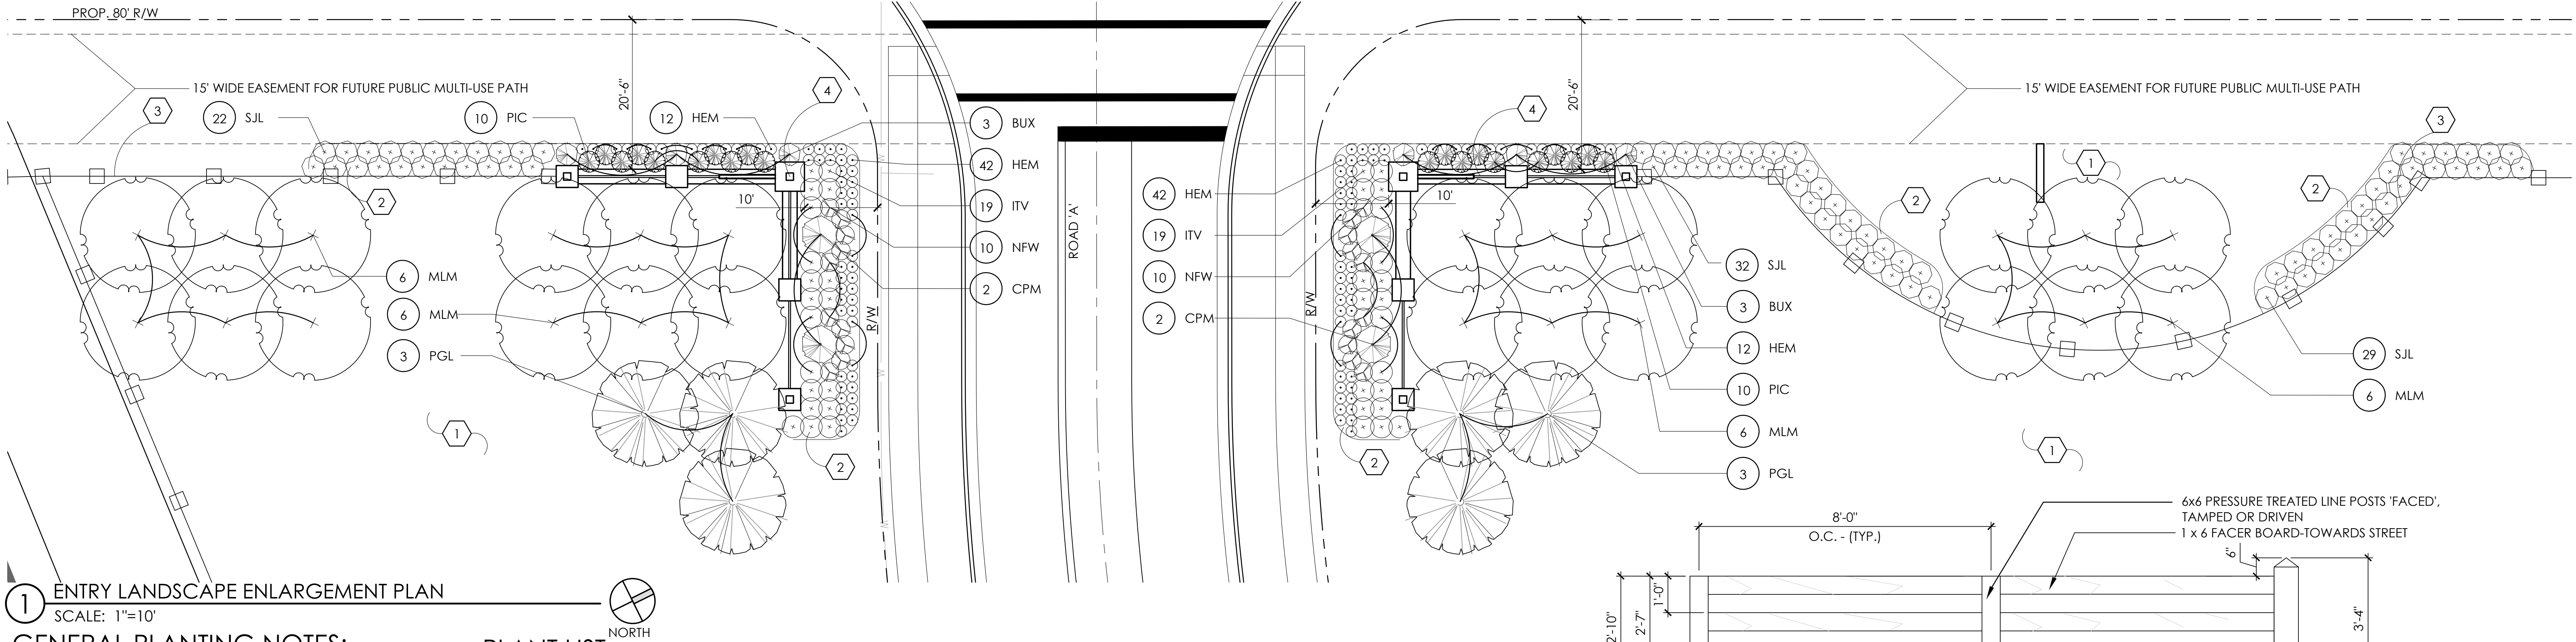 PROP. 80' R/W
15' WIDE EASEMENT FOR FUTURE PUBLIC MULTI-USE PATH
3
22 SJL
10 PIC
12 HEM
20'-6"
4
3 BUX
42 HEM
19 ITV
10 NFW
2 CPM
2
10'
6 MLM
6 MLM
3 PGL
1
2
R/W
W
W
W
ROAD 'A'
42 HEM
19 ITV
10 NFW
2 CPM
R/W
10'
4
20'-6"
2
15' WIDE EASEMENT FOR FUTURE PUBLIC MULTI-USE PATH
3
1
2
2
32 SJL
3 BUX
12 HEM
10 PIC
6 MLM
3 PGL
29 SJL
6 MLM
1
1 ENTRY LANDSCAPE ENLARGEMENT PLAN
SCALE: 1"=10'
NORTH
GENERAL PLANTING NOTES:
PLANT LIST
8'-0"
O.C. - (TYP.)
6x6 PRESSURE TREATED LINE POSTS 'FACED',
TAMPED OR DRIVEN
1 x 6 FACER BOARD-TOWARDS STREET
6"
1'-0"
2'-7"
2'-10"
3'-4"